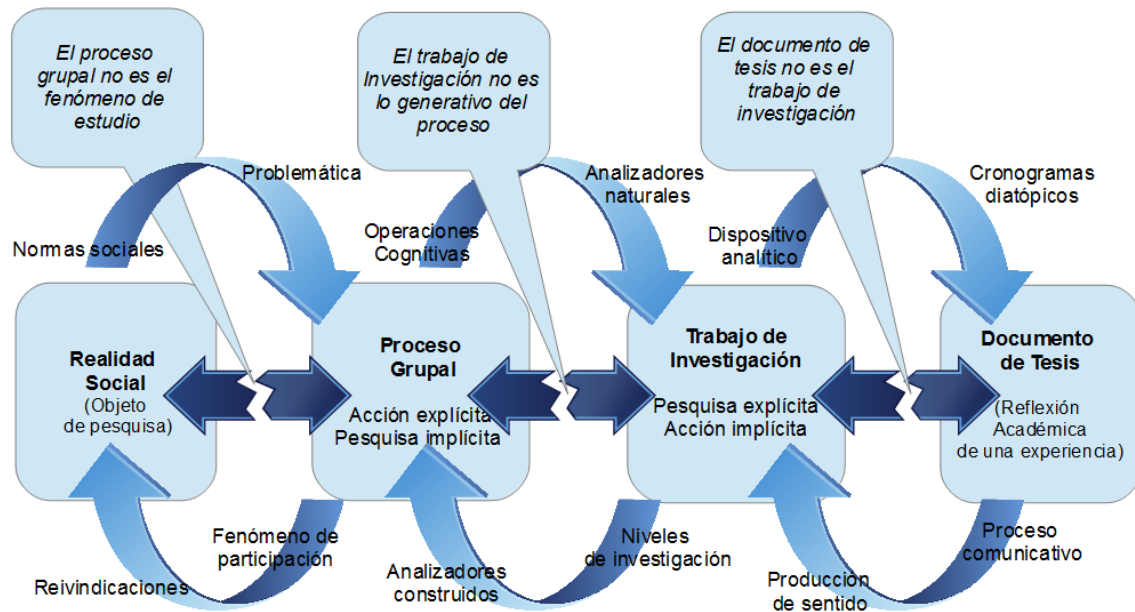 El proceso
grupal no es el
fenómeno de
estudio
El trabajo de
Investigación no es
lo generativo del
proceso
El documento de
tesis no es el
trabajo de
investigación
Problemática
Normas sociales
Operaciones
Cognitivas
Analizadores
naturales
Dispositivo
analítico
Cronogramas
diatópicos
Realidad
Social
(Objeto
de pesquisa)
Proceso
Grupal
Acción explícita
Pesquisa implícita
Trabajo de
Investigación
Pesquisa explícita
Acción implícita
Documento
de Tesis
(Reflexión
Académica
de una experiencia)
Fenómeno de
participación
Reivindicaciones
Niveles
de investigación
Analizadores
construidos
Proceso
comunicativo
Producción
de sentido